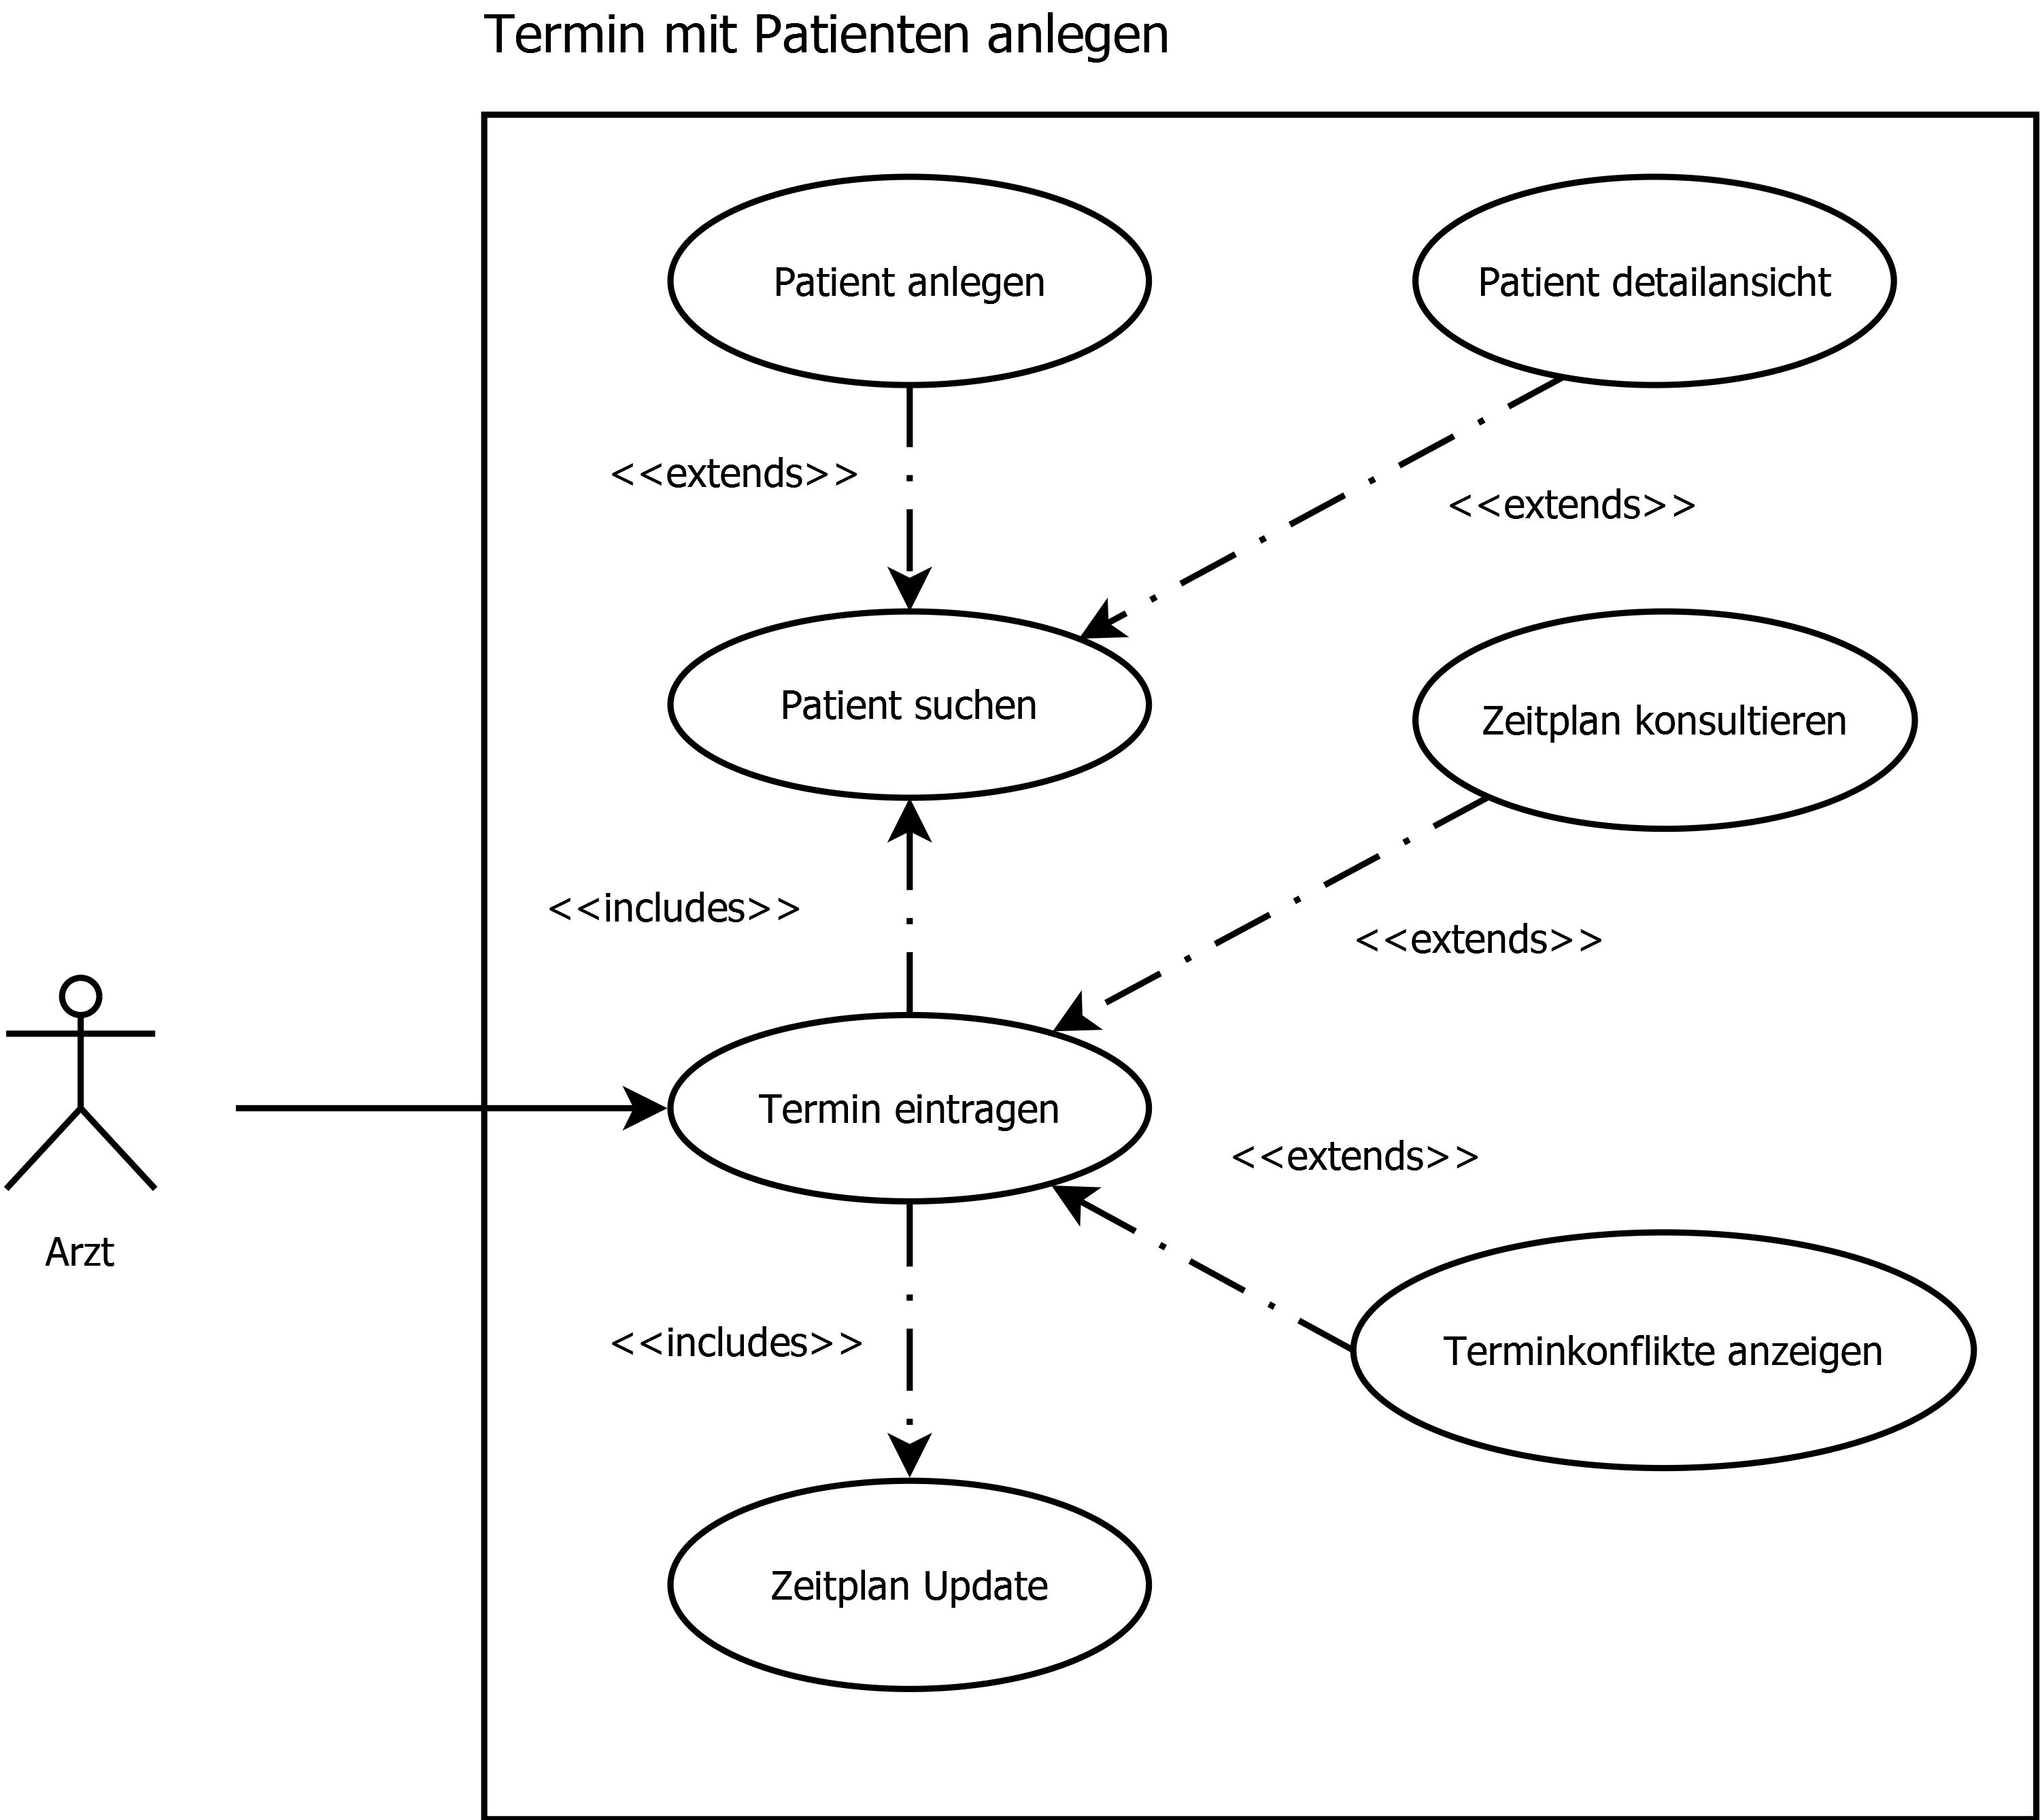 Termin mit Patienten anlegen
Patient anlegen
Patient detailansicht
<<extends>>
<<extends>>
Patient suchen
Zeitplan konsultieren
<<includes>>
<<extends>>
Termin eintragen
<<extends>>
Arzt
<<includes>>
Terminkonflikte anzeigen
Zeitplan Update